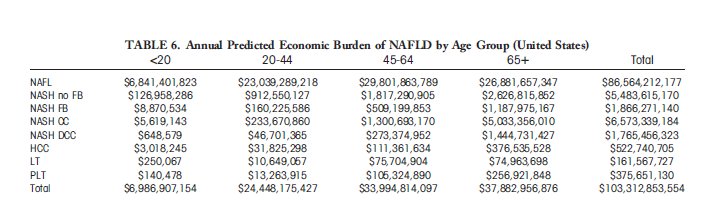 TABLE 6. Annual Predicted Economic Burden of NAFLD by Age Group (United States)
<20 20-44 45-64 65+ Total
NAFL $6,841,401,823 $23,039,289,218 $29,801,863,789 $26,881,657,347 $86,564,212,177
NASH no FB $126,958,286 $912,550,127 $1,817,290,905 $2,626,815,852 $5,483,615,170
NASH FB $8,870,534 $160,225,586 $509,199,853 $1,187,975,167 $1,866,271,140
NASH CC $5,619,143 $233,670,860 $1,300,693,170 $5,033,356,010 $6,573,339,184
NASH DCC $648,579 $46,701,365 $273,374,952 $1,444,731,427 $1,765,456,323
HCC $3,018,245 $31,825,298 $111,361,634 $376,535,528 $522,740,705
LT $250,067 $10,649,057 $75,704,904 $74,963,698 $161,567,727
PLT $140,478 $13,263,915 $105,324,890 $256,921,848 $375,651,130
Total $6,986,907,154 $24,448,175,427 $33,994,814,097 $37,882,956,876 $103,312,853,554